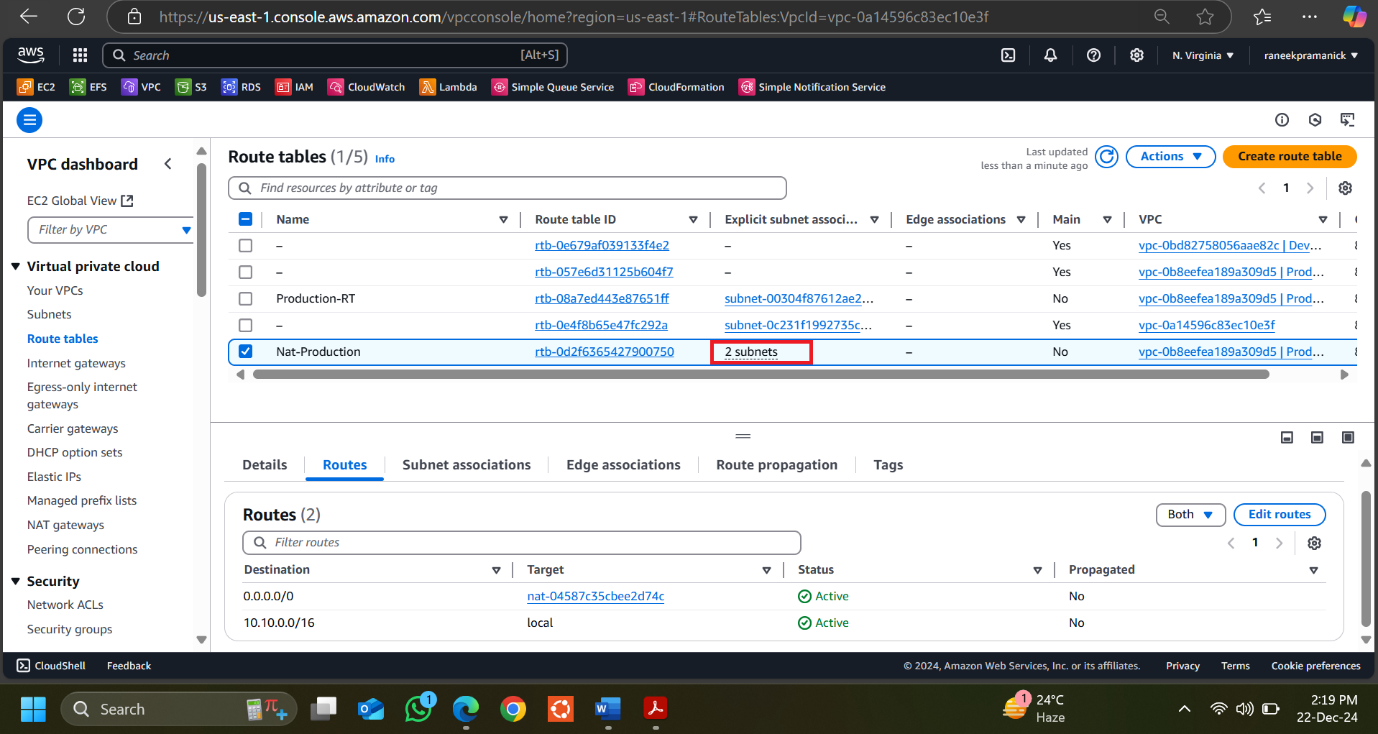 https://us-east-1.console.aws.amazon.com/vpcconsole/home?region=us-east-1#RouteTables:VpcId=vpc-0a14596c83ec10e3f
aws
Search [Alt+S] N. Virginia raneekpramanick
EC2 EFS VPC S3 RDS IAM CloudWatch Lambda Simple Queue Service CloudFormation Simple Notification Service
VPC dashboard
EC2 Global View
Filter by VPC
Virtual private cloud
Your VPCs
Subnets
Route tables
Internet gateways
Egress-only internet
gateways
Carrier gateways
DHCP option sets
Elastic IPs
Managed prefix lists
NAT gateways
Peering connections
Security
Network ACLs
Security groups
Route tables (1/5) Info
Last updated
less than a minute ago
Actions
Create route table
Find resources by attribute or tag
1
Name Route table ID Explicit subnet associ... Edge associations Main VPC
– rtb-0e679af039133f4e2 – – Yes vpc-0bd82758056aae82c | Dev...
– rtb-057e6d31125b604f7 – – Yes vpc-0b8eefea189a309d5 | Prod...
Production-RT rtb-08a7ed443e87651ff subnet-00304f87612ae2... – No vpc-0b8eefea189a309d5 | Prod...
– rtb-0e4f8b65e47fc292a subnet-0c231f1992735c... – Yes vpc-0a14596c83ec10e3f
Nat-Production rtb-0d2f6365427900750 2 subnets – No vpc-0b8eefea189a309d5 | Prod...
Details Routes Subnet associations Edge associations Route propagation Tags
Routes (2)
Both
Edit routes
Filter routes
1
Destination Target Status Propagated
0.0.0.0/0 nat-04587c35cbee2d74c Active No
10.10.0.0/16 local Active No
CloudShell Feedback © 2024, Amazon Web Services, Inc. or its affiliates. Privacy Terms Cookie preferences
Search
1
1
24°C
Haze
2:19 PM
22-Dec-24